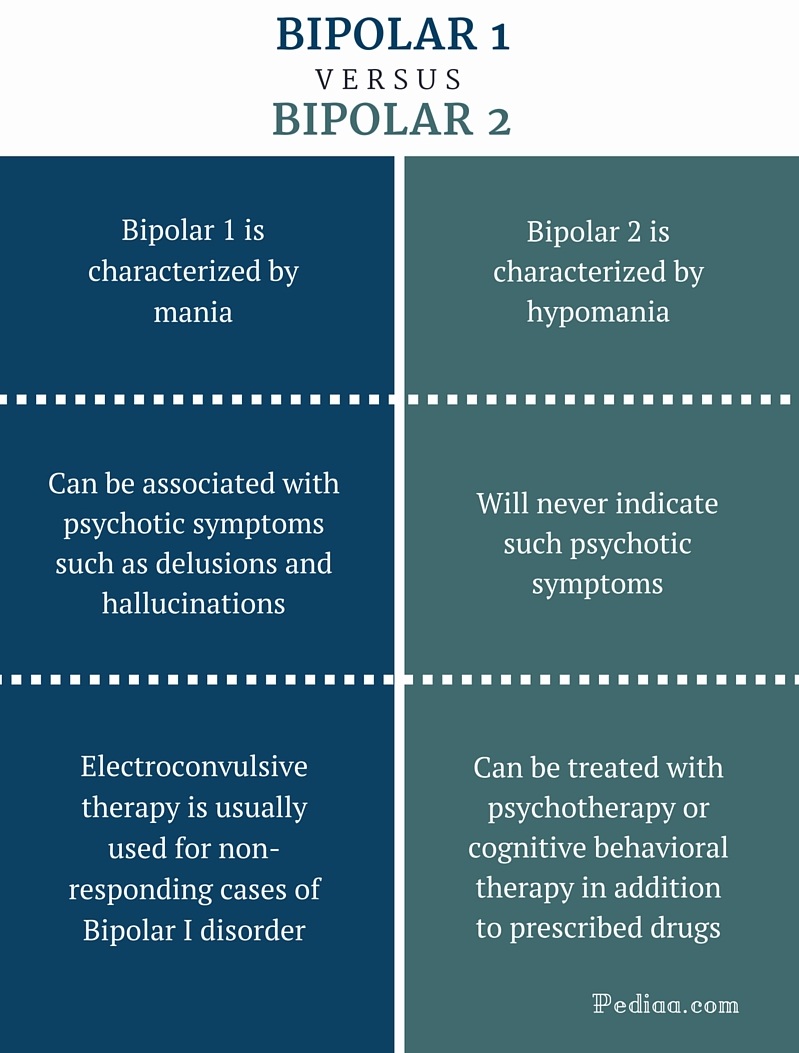 BIPOLAR 1
VERSUS
BIPOLAR 2
Bipolar 1 is
characterized by
mania
Bipolar 2 is
characterized by
hypomania
Can be associated with
psychotic symptoms
such as delusions and
hallucinations
Will never indicate
such psychotic
symptoms
Electroconvulsive
therapy is usually
used for non-
responding cases of
Bipolar I disorder
Can be treated with
psychotherapy or
cognitive behavioral
therapy in addition
to prescribed drugs
Pediaa.com